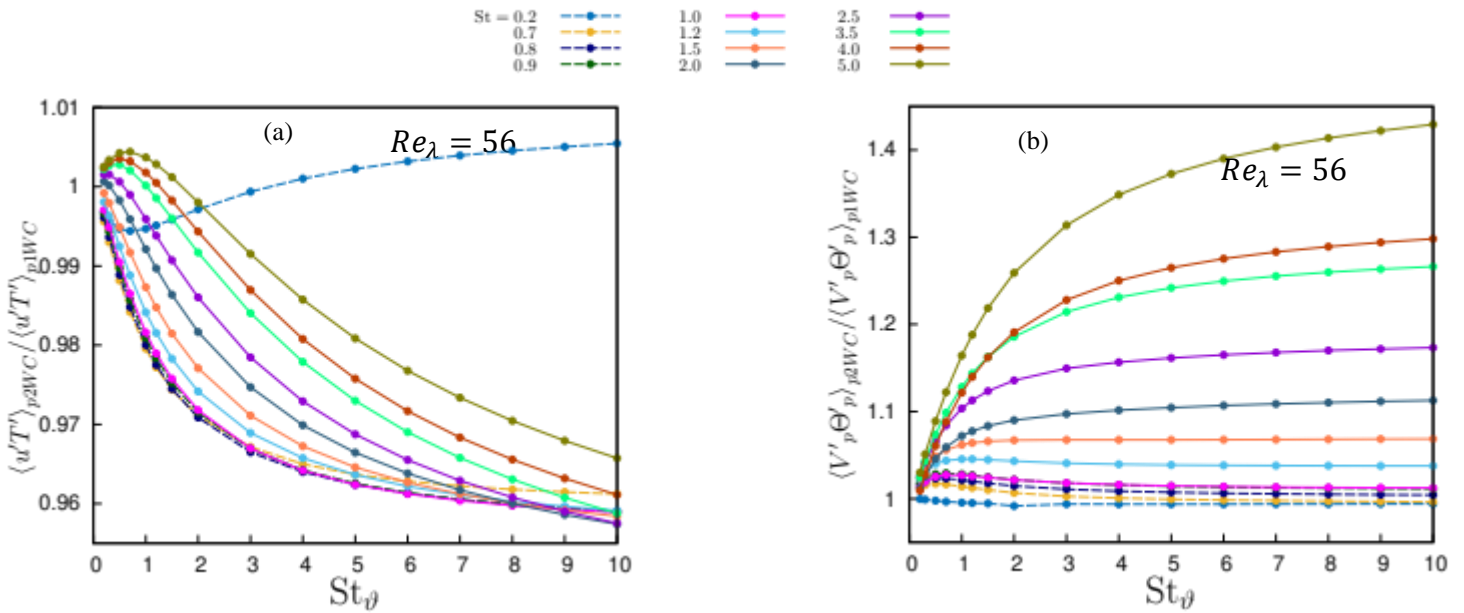 St = 0.2 1.0 2.5
0.7 1.2 3.5
0.8 1.5 4.0
0.9 2.0 5.0
(a)
Re_λ = 56
1.01
1
0.99
0.98
0.97
0.96
0 1 2 3 4 5 6 7 8 9 10
St_ϑ
⟨u'T'⟩_{p2WC}/⟨u'T'⟩_{p1WC}
(b)
Re_λ = 56
1.4
1.3
1.2
1.1
1
0 1 2 3 4 5 6 7 8 9 10
St_ϑ
⟨V'_pΘ'_p⟩_{p2WC}/⟨V'_pΘ'_p⟩_{p1WC}